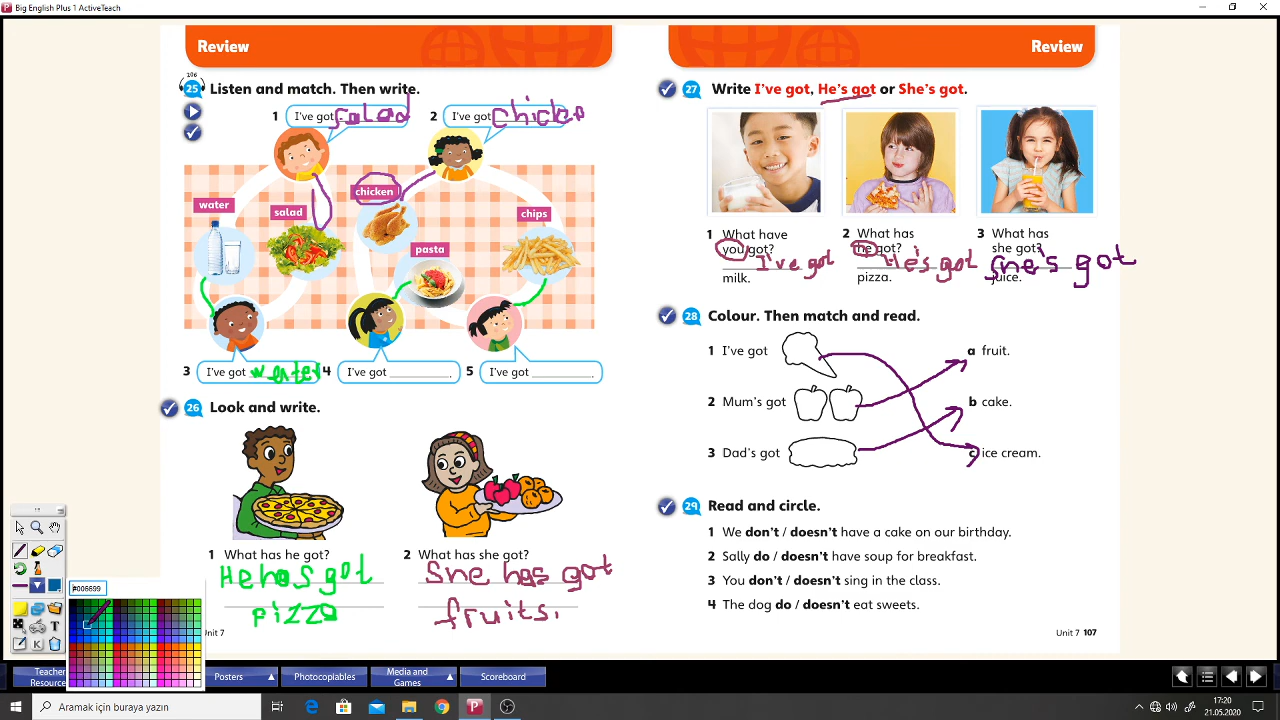 Big English Plus 1 ActiveTeach
Review
106
25 Listen and match. Then write.
1 I've got salad
2 I've got chicken
water
salad
chicken
pasta
chips
3 I've got water
4 I've got ________.
5 I've got ________.
26 Look and write.
1 What has he got?
He has got
pizza
2 What has she got?
She has got
fruits.
Unit 7
Review
27 Write I've got, He's got or She's got.
1 What have
you got?
I've got
milk.
2 What has
he got?
He's got
pizza.
3 What has
she got?
She's got
juice.
28 Colour. Then match and read.
1 I've got
a fruit.
2 Mum's got
b cake.
3 Dad's got
c ice cream.
29 Read and circle.
1 We don't / doesn't have a cake on our birthday.
2 Sally do / doesn't have soup for breakfast.
3 You don't / doesn't sing in the class.
4 The dog do / doesn't eat sweets.
Unit 7 107
#006699
Teacher
Resources
Posters
Photocopiables
Media and
Games
Scoreboard
Aramak için buraya yazın
17:20
21.05.2020